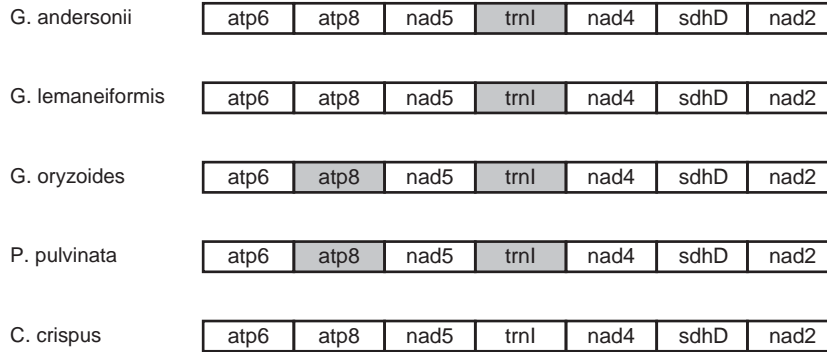 G. andersonii atp6 atp8 nad5 trnI nad4 sdhD nad2
G. lemaneiformis atp6 atp8 nad5 trnI nad4 sdhD nad2
G. oryzoides atp6 atp8 nad5 trnI nad4 sdhD nad2
P. pulvinata atp6 atp8 nad5 trnI nad4 sdhD nad2
C. crispus atp6 atp8 nad5 trnI nad4 sdhD nad2